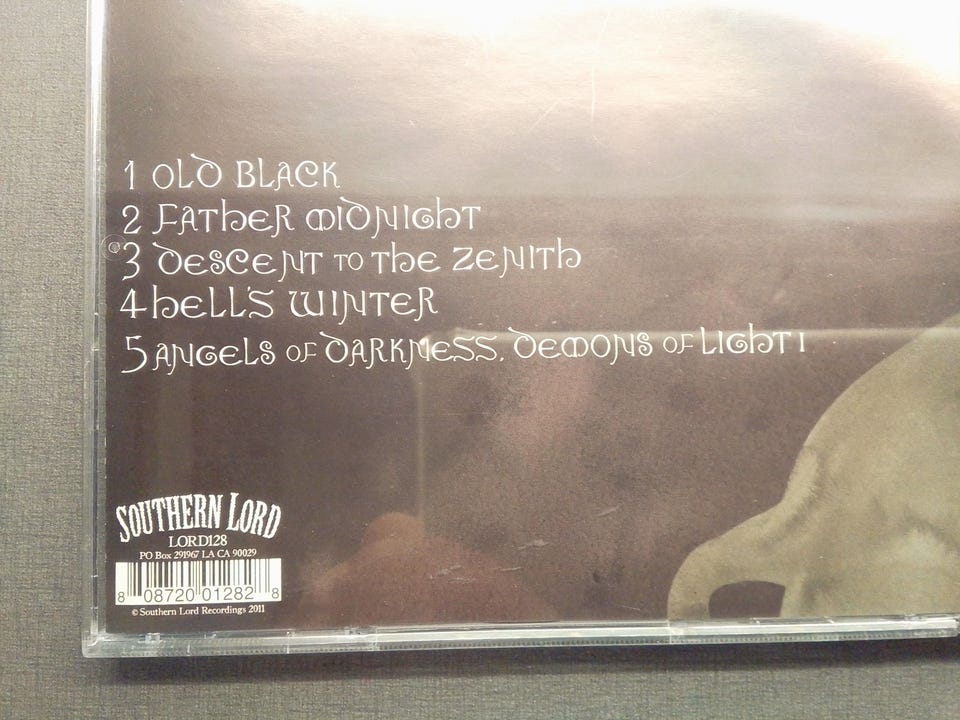 1 OLD BLACK
2 FATHER MIDNIGHT
3 DESCENT TO THE ZENITH
4 HELL'S WINTER
5 ANGELS OF DARKNESS, DEMONS OF LIGHT I
SOUTHERN LORD
LORD128
PO Box 291967 LA CA 90029
8 08720 01282 8
© Southern Lord Recordings 2011